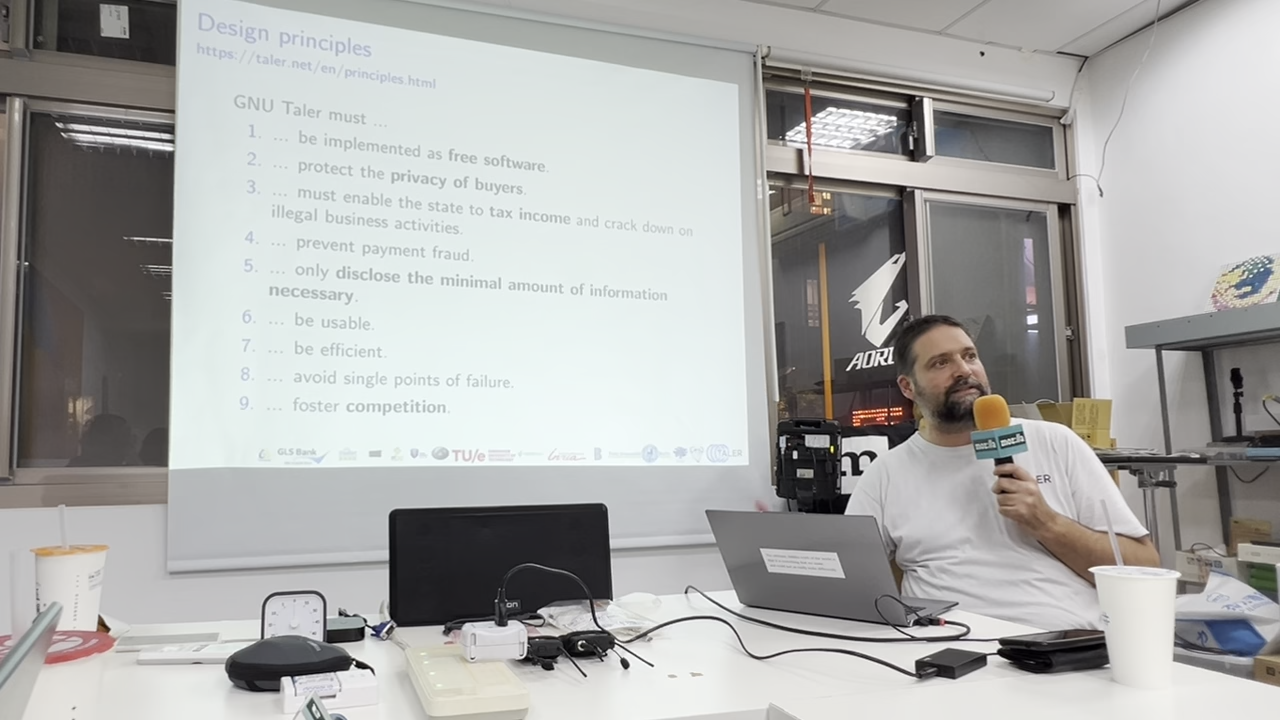 Design principles
https://taler.net/en/principles.html
GNU Taler must ...
1. ... be implemented as free software.
2. ... protect the privacy of buyers.
3. ... must enable the state to tax income and crack down on
illegal business activities.
4. ... prevent payment fraud.
5. ... only disclose the minimal amount of information
necessary.
6. ... be usable.
7. ... be efficient.
8. ... avoid single points of failure.
9. ... foster competition.
GLS Bank
TU/e